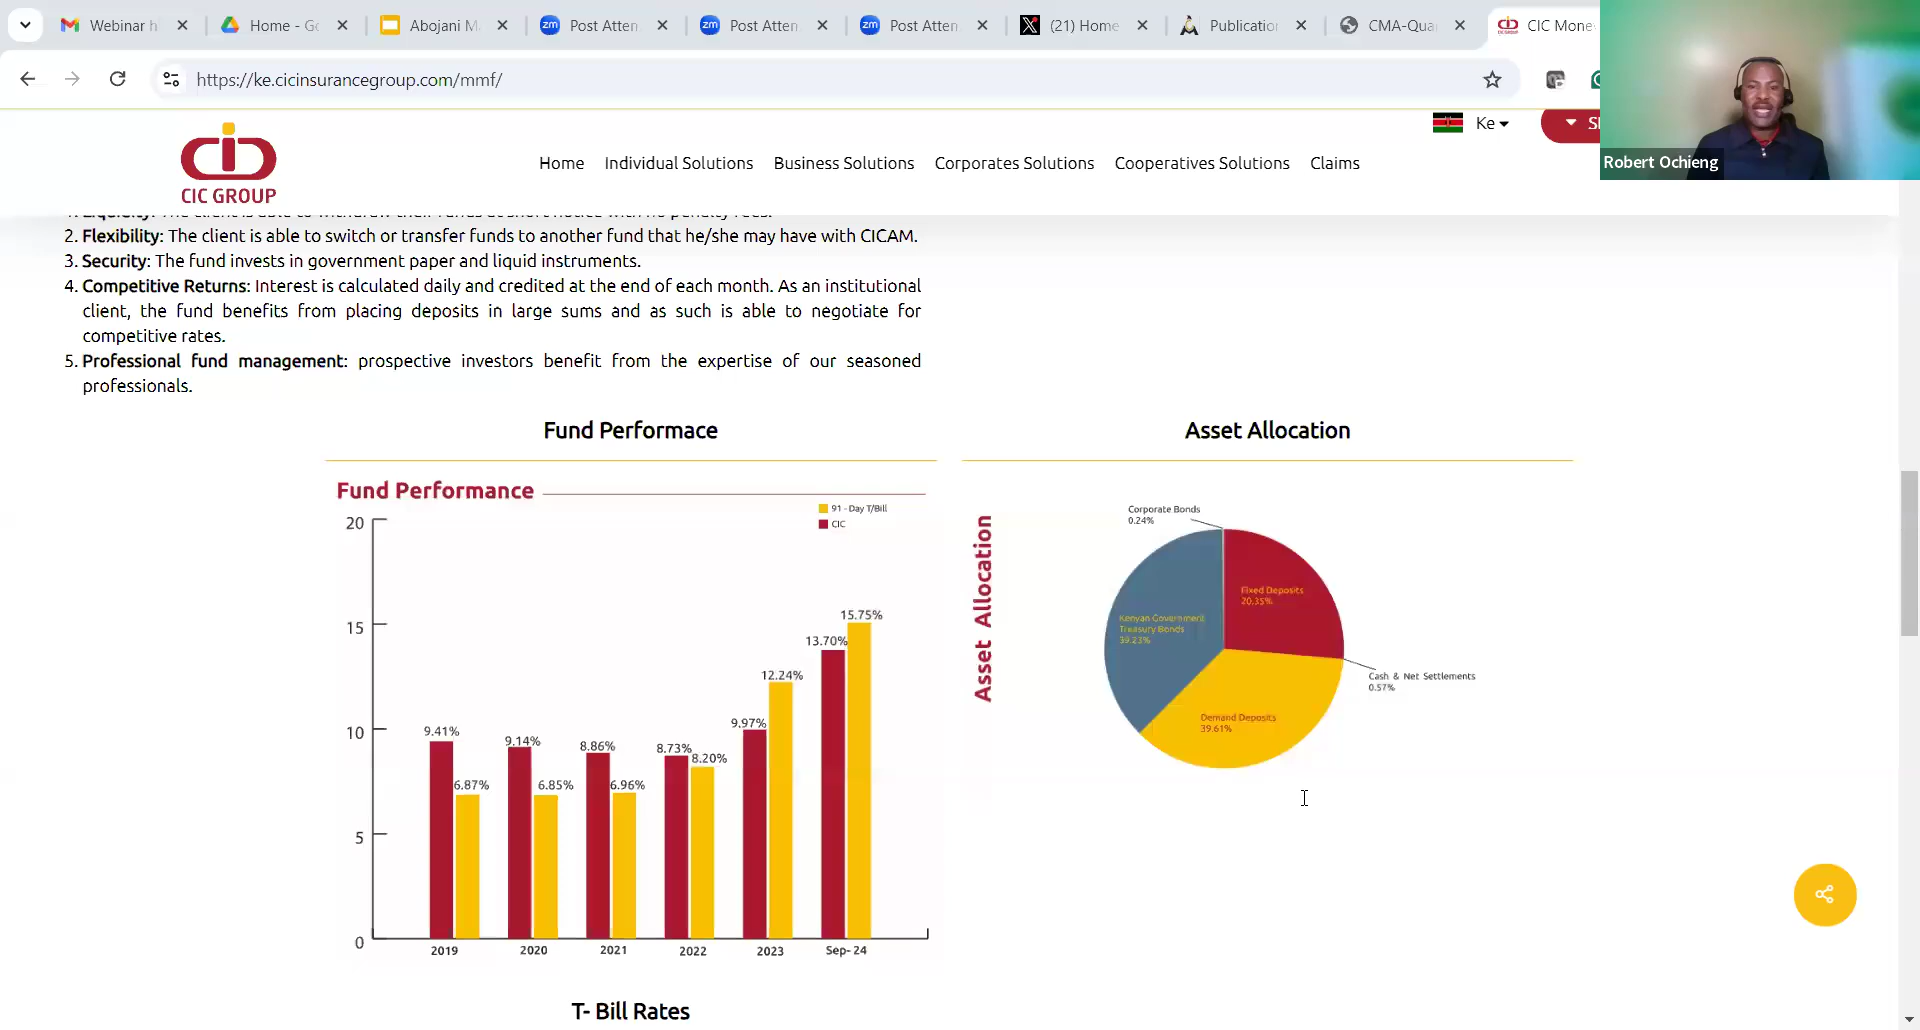 Webinar h
Home - Go
Abojani M
zm
Post Atten
zm
Post Atten
zm
Post Atten
(21) Home
Publication
CMA-Qua
CIC Mone
https://ke.cicinsurancegroup.com/mmf/
Robert Ochieng
CIC GROUP
Home
Individual Solutions
Business Solutions
Corporates Solutions
Cooperatives Solutions
Claims
Ke
2. Flexibility: The client is able to switch or transfer funds to another fund that he/she may have with CICAM.
3. Security: The fund invests in government paper and liquid instruments.
4. Competitive Returns: Interest is calculated daily and credited at the end of each month. As an institutional
client, the fund benefits from placing deposits in large sums and as such is able to negotiate for
competitive rates.
5. Professional fund management: prospective investors benefit from the expertise of our seasoned
professionals.
Fund Performace
Fund Performance
91 - Day T/Bill
CIC
20
15
10
5
0
9.41%
6.87%
9.14%
6.85%
8.86%
6.96%
8.73%
8.20%
9.97%
12.24%
13.70%
15.75%
2019
2020
2021
2022
2023
Sep- 24
Asset Allocation
Asset Allocation
Corporate Bonds
0.24%
Fixed Deposits
20.35%
Kenyan Government
Treasury Bonds
39.23%
Cash & Net Settlements
0.57%
Demand Deposits
39.61%
T- Bill Rates